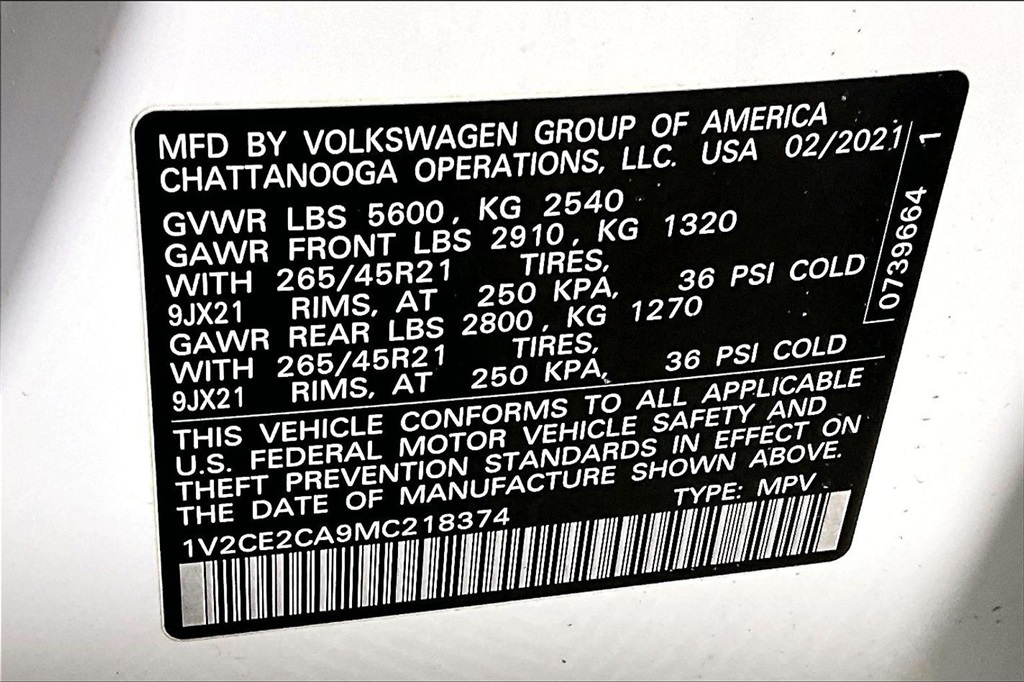 MFD BY VOLKSWAGEN GROUP OF AMERICA
CHATTANOOGA OPERATIONS, LLC. USA 02/2021
GVWR LBS 5600, KG 2540
GAWR FRONT LBS 2910, KG 1320
WITH 265/45R21 TIRES,
9JX21 RIMS, AT 250 KPA, 36 PSI COLD
GAWR REAR LBS 2800, KG 1270
WITH 265/45R21 TIRES,
9JX21 RIMS, AT 250 KPA, 36 PSI COLD
THIS VEHICLE CONFORMS TO ALL APPLICABLE
U.S. FEDERAL MOTOR VEHICLE SAFETY AND
THEFT PREVENTION STANDARDS IN EFFECT ON
THE DATE OF MANUFACTURE SHOWN ABOVE.
1V2CE2CA9MC218374 TYPE: MPV
0739664 1